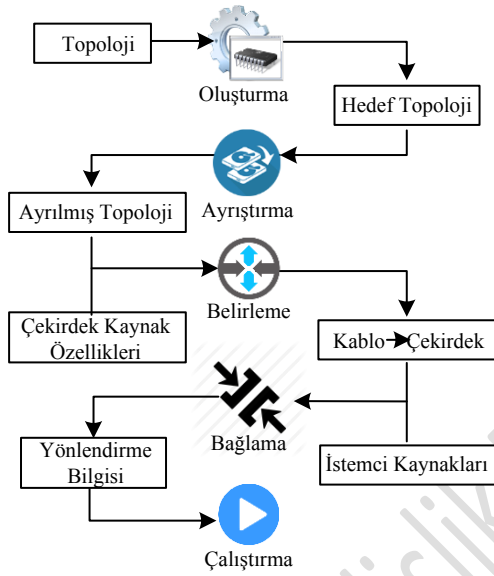 Topoloji
Oluşturma
Hedef Topoloji
Ayrıştırma
Ayrılmış Topoloji
Belirleme
Çekirdek Kaynak
Özellikleri
Kablo Çekirdek
Bağlama
Yönlendirme
Bilgisi
İstemci Kaynakları
Çalıştırma